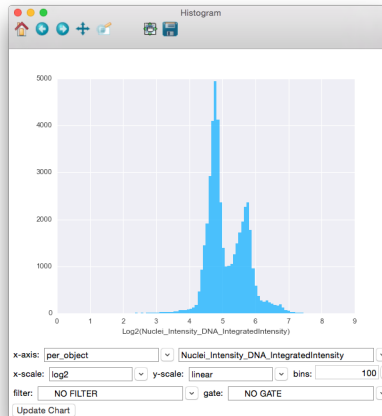 Histogram
5000
4000
3000
2000
1000
0
0 1 2 3 4 5 6 7 8 9
Log2(Nuclei_Intensity_DNA_IntegratedIntensity)
x-axis: per_object Nuclei_Intensity_DNA_IntegratedIntensity
x-scale: log2 y-scale: linear bins: 100
filter: NO FILTER gate: NO GATE
Update Chart